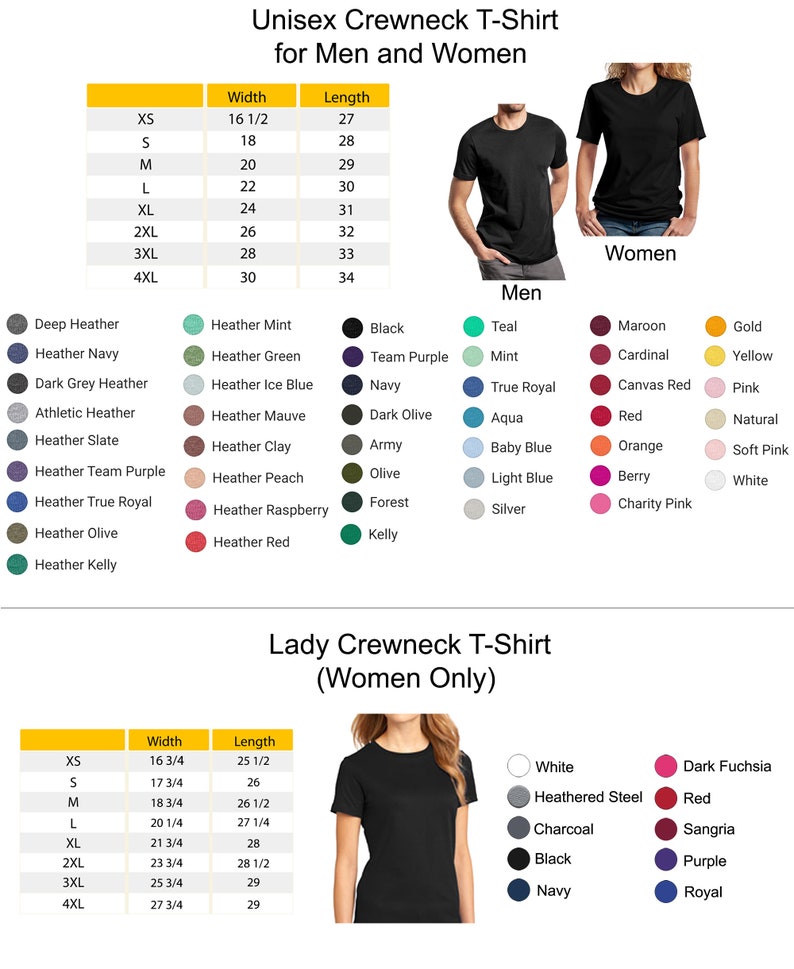 Unisex Crewneck T-Shirt
for Men and Women
Width Length
XS 16 1/2 27
S 18 28
M 20 29
L 22 30
XL 24 31
2XL 26 32
3XL 28 33
4XL 30 34
Women
Men
Deep Heather
Heather Navy
Dark Grey Heather
Athletic Heather
Heather Slate
Heather Team Purple
Heather True Royal
Heather Olive
Heather Kelly
Heather Mint
Heather Green
Heather Ice Blue
Heather Mauve
Heather Clay
Heather Peach
Heather Raspberry
Heather Red
Black
Team Purple
Navy
Dark Olive
Army
Olive
Forest
Kelly
Teal
Mint
True Royal
Aqua
Baby Blue
Light Blue
Silver
Maroon
Cardinal
Canvas Red
Red
Orange
Berry
Charity Pink
Gold
Yellow
Pink
Natural
Soft Pink
White
Lady Crewneck T-Shirt
(Women Only)
Width Length
XS 16 3/4 25 1/2
S 17 3/4 26
M 18 3/4 26 1/2
L 20 1/4 27 1/4
XL 21 3/4 28
2XL 23 3/4 28 1/2
3XL 25 3/4 29
4XL 27 3/4 29
White
Heathered Steel
Charcoal
Black
Navy
Dark Fuchsia
Red
Sangria
Purple
Royal